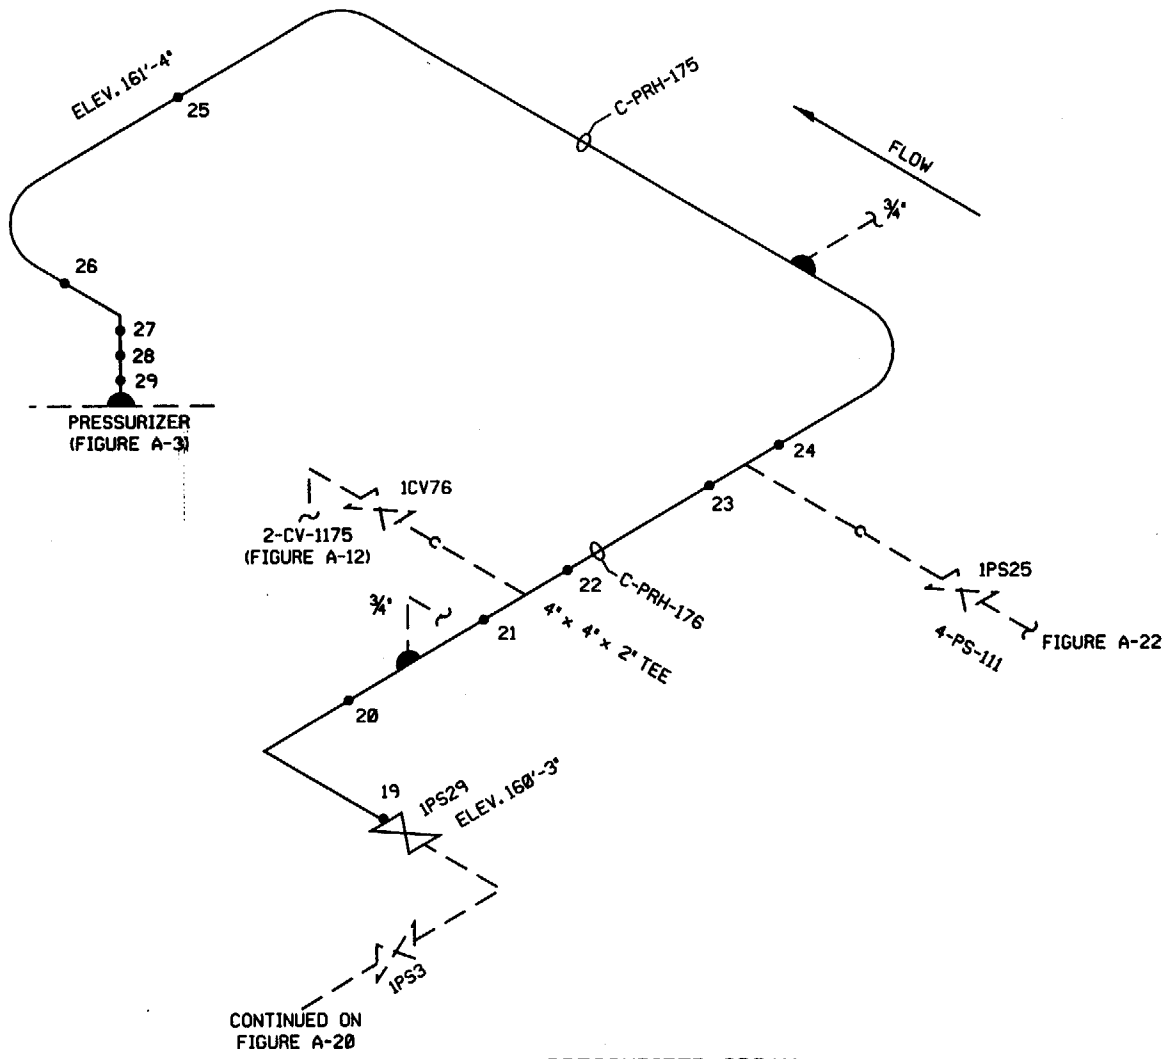 ELEV. 161'-4"
25
C-PRH-175
FLOW
3/4"
26
27
28
29
PRESSURIZER
(FIGURE A-3)
24
23
1CV76
2-CV-1175
(FIGURE A-12)
22
C-PRH-176
1PS25
4-PS-111
FIGURE A-22
3/4"
21
4" x 4" x 2" TEE
20
19
1PS29
ELEV. 160'-3"
1PS3
CONTINUED ON
FIGURE A-20